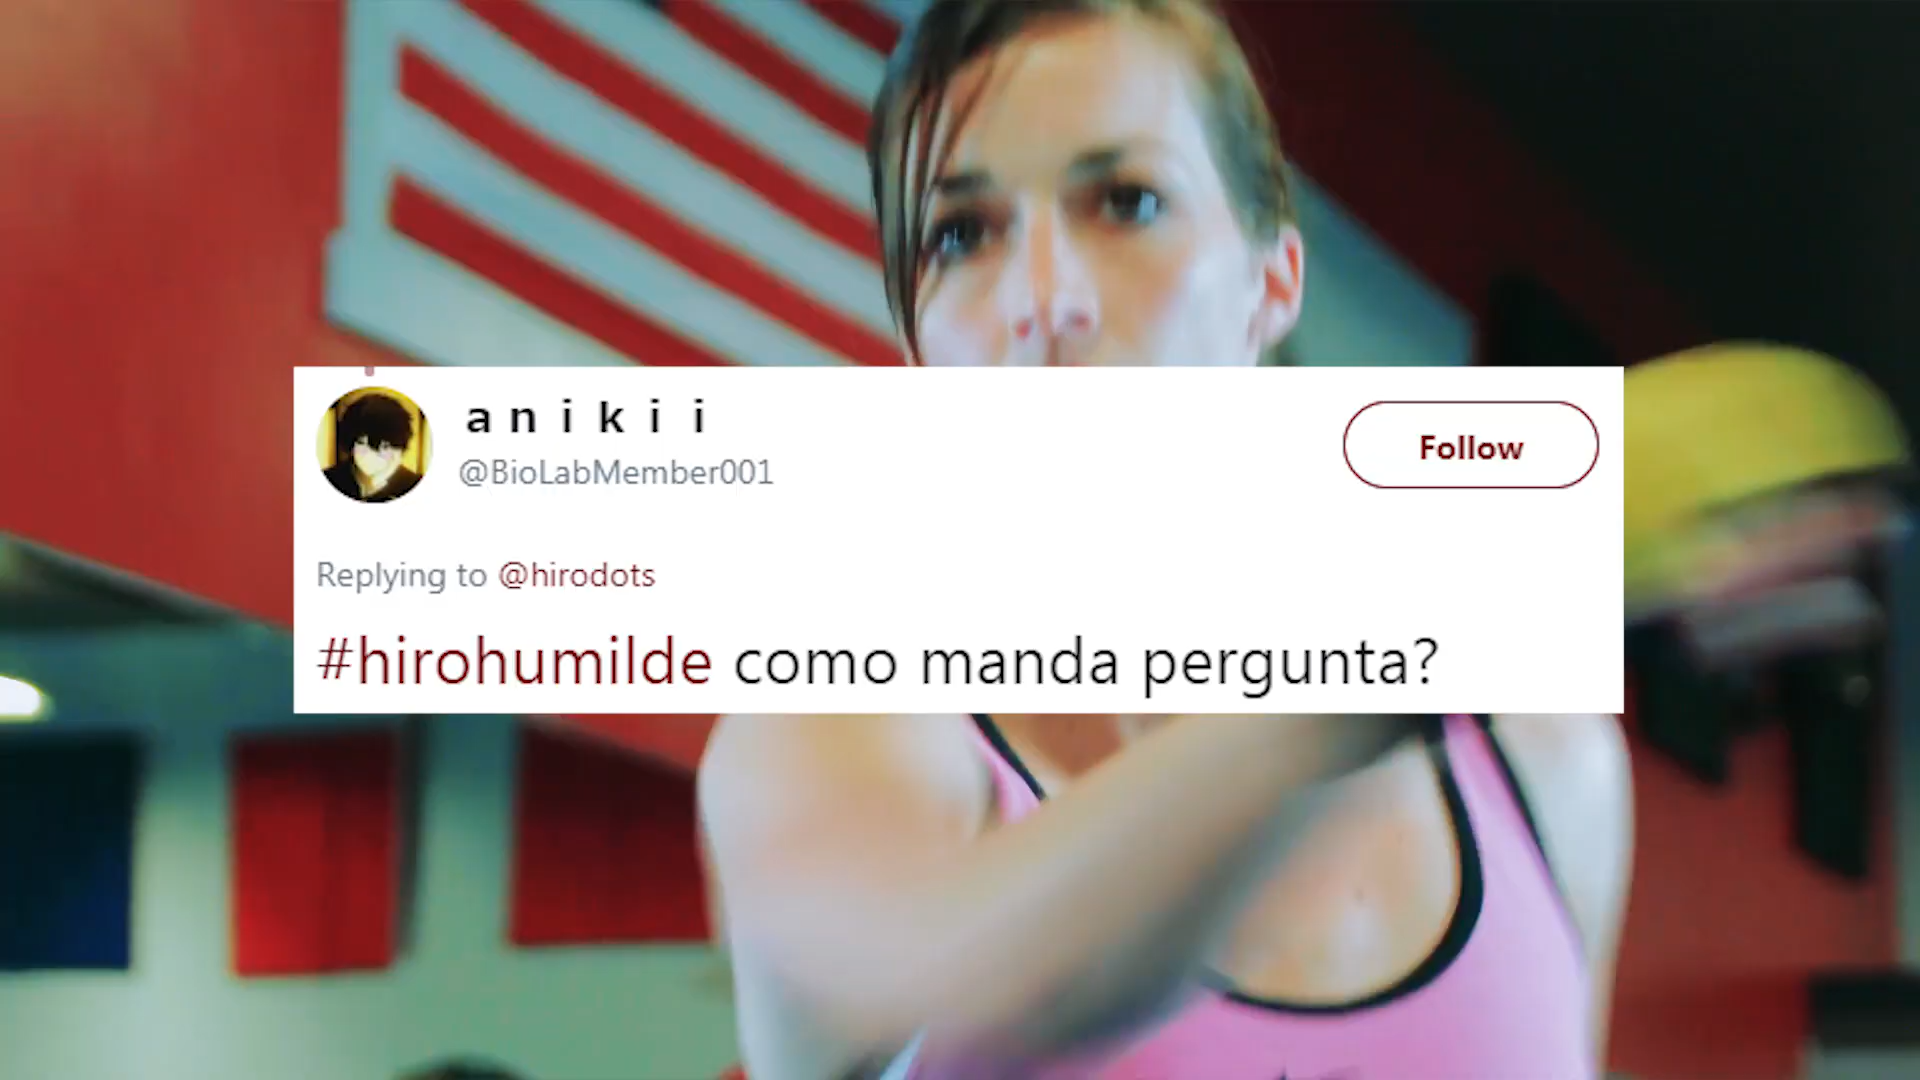 a n i k i i
@BioLabMember001
Follow
Replying to @hirodots
#hirohumilde como manda pergunta?